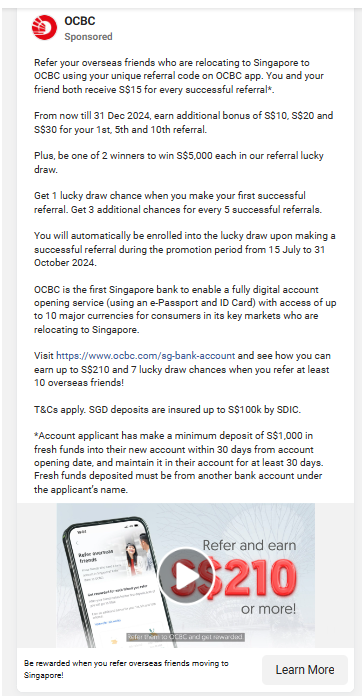 OCBC
Sponsored
Refer your overseas friends who are relocating to Singapore to
OCBC using your unique referral code on OCBC app. You and your
friend both receive S$15 for every successful referral*.
From now till 31 Dec 2024, earn additional bonus of S$10, S$20 and
S$30 for your 1st, 5th and 10th referral.
Plus, be one of 2 winners to win S$5,000 each in our referral lucky
draw.
Get 1 lucky draw chance when you make your first successful
referral. Get 3 additional chances for every 5 successful referrals.
You will automatically be enrolled into the lucky draw upon making a
successful referral during the promotion period from 15 July to 31
October 2024.
OCBC is the first Singapore bank to enable a fully digital account
opening service (using an e-Passport and ID Card) with access of up
to 10 major currencies for consumers in its key markets who are
relocating to Singapore.
Visit https://www.ocbc.com/sg-bank-account and see how you can
earn up to S$210 and 7 lucky draw chances when you refer at least
10 overseas friends!
T&Cs apply. SGD deposits are insured up to S$100k by SDIC.
*Account applicant has make a minimum deposit of S$1,000 in
fresh funds into their new account within 30 days from account
opening date, and maintain it in their account for at least 30 days.
Fresh funds deposited must be from another bank account under
the applicant's name.
Refer overseas
friends
Refer and earn
S$210
or more!
Refer them to OCBC and get rewarded.
Be rewarded when you refer overseas friends moving to
Singapore!
Learn More